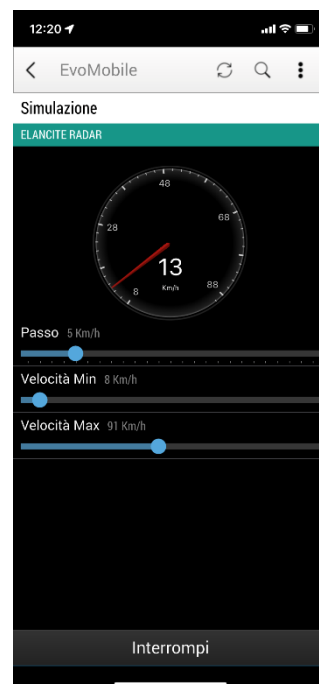 12:20
EvoMobile
Simulazione
ELANCITE RADAR
48
28
68
13
Km/h
8
88
Passo 5 Km/h
Velocità Min 8 Km/h
Velocità Max 91 Km/h
Interrompi